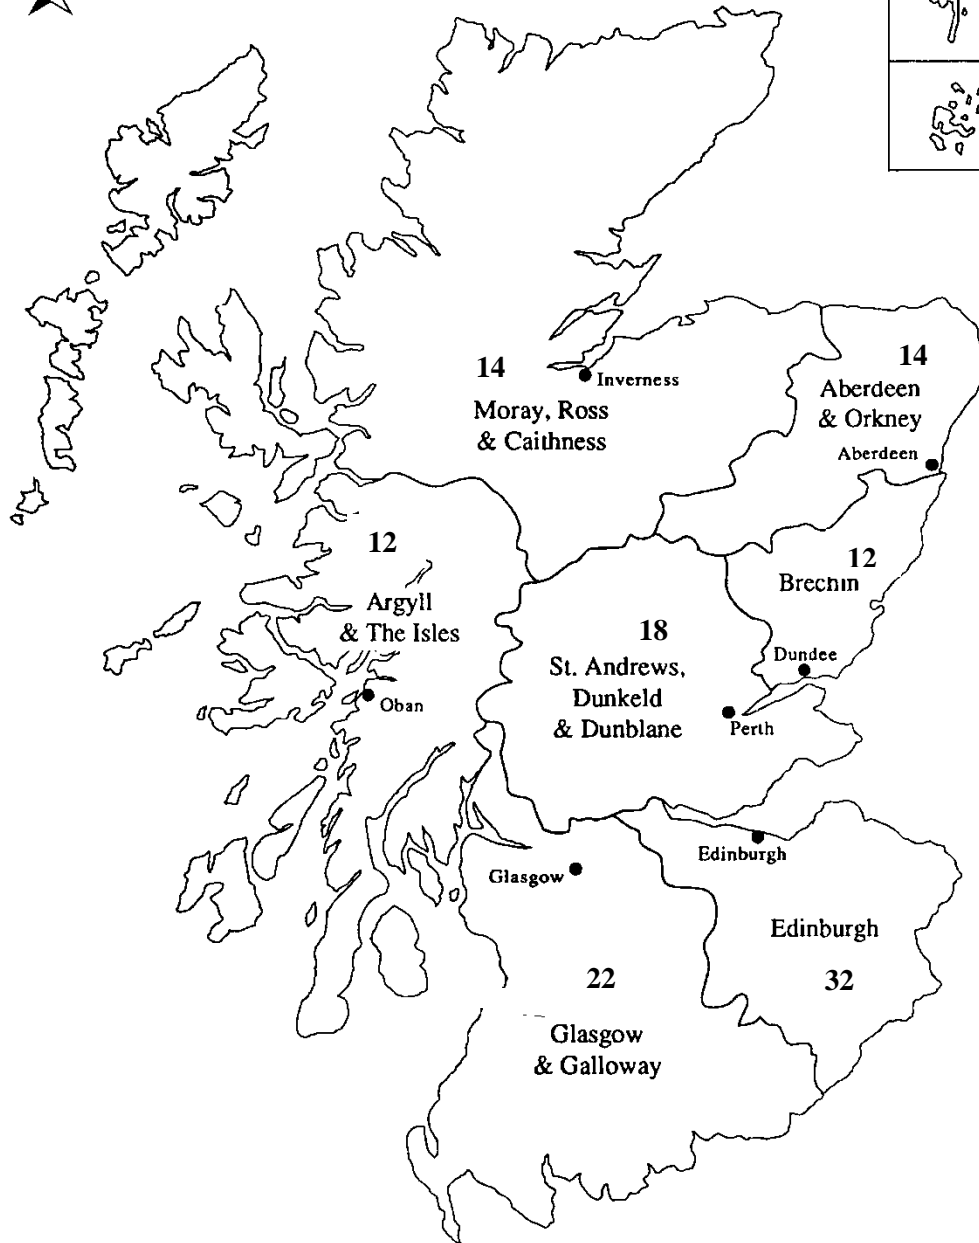 14
Aberdeen
& Orkney
Aberdeen
14
Inverness
Moray, Ross
& Caithness
12
Argyll
& The Isles
Oban
12
Brechin
Dundee
18
St. Andrews,
Dunkeld
& Dunblane
Perth
Edinburgh
Glasgow
Edinburgh
32
22
Glasgow
& Galloway